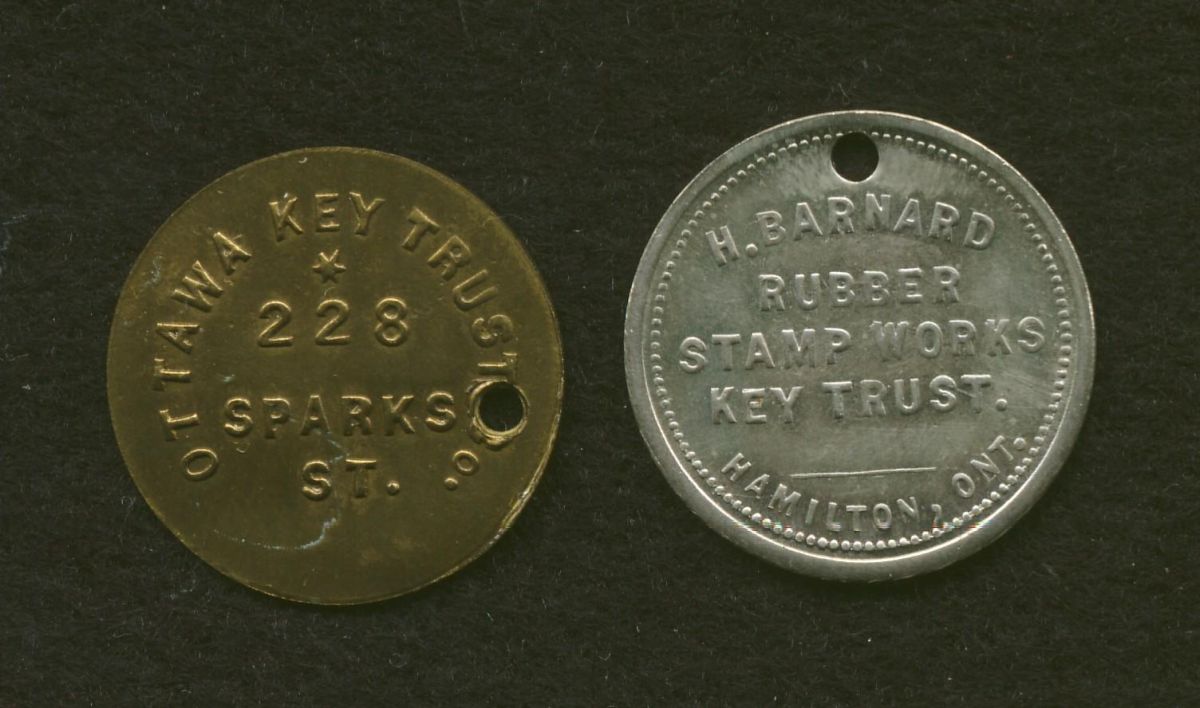 OTTAWA KEY TRUST CO.
228
SPARKS
ST.
H. BARNARD
RUBBER
STAMP WORKS
KEY TRUST.
HAMILTON, ONT.